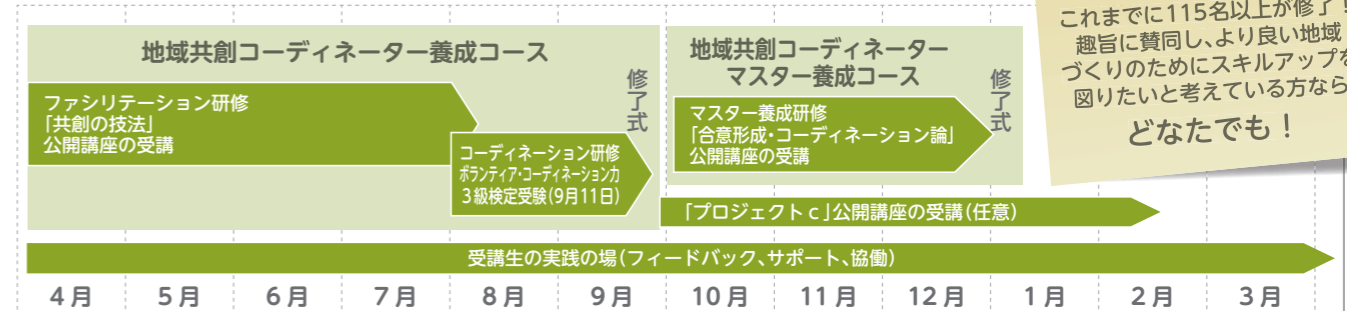 地域共創コーディネーター養成コース
修了式
ファシリテーション研修
「共創の技法」
公開講座の受講
コーディネーション研修
ボランティア・コーディネーション力
3級検定受験(9月11日)
地域共創コーディネーター
マスター養成コース
修了式
マスター養成研修
「合意形成・コーディネーション論」
公開講座の受講
「プロジェクトc」公開講座の受講(任意)
受講生の実践の場(フィードバック、サポート、協働)
4月 5月 6月 7月 8月 9月 10月 11月 12月 1月 2月 3月
これまでに115名以上が修了!
趣旨に賛同し、より良い地域
づくりのためにスキルアップを
図りたいと考えている方なら
どなたでも!